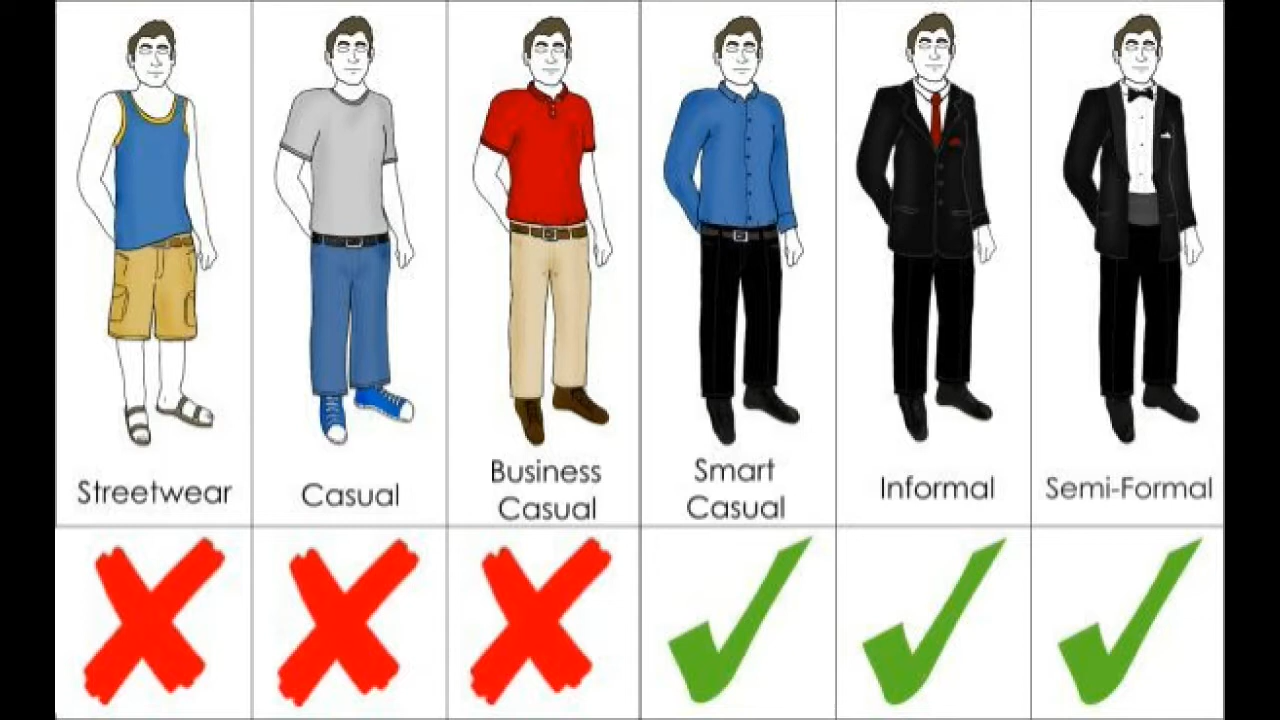 Streetwear
Casual
Business
Casual
Smart
Casual
Informal
Semi-Formal